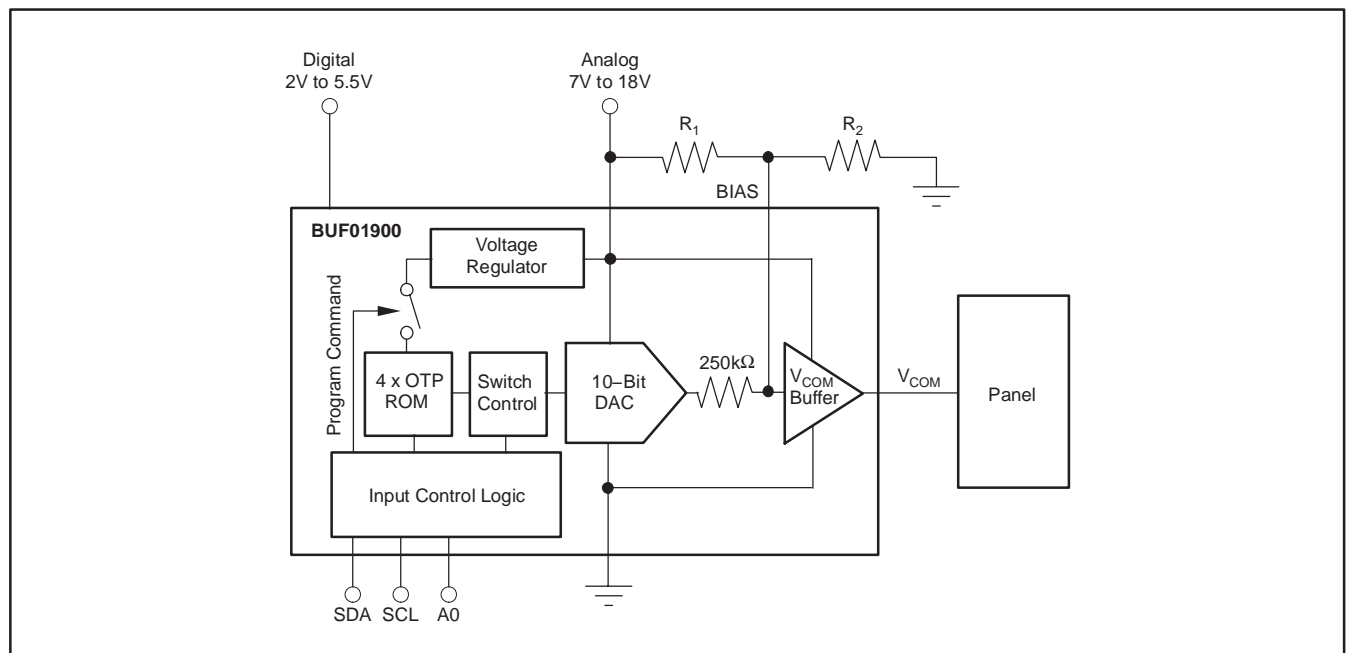 Digital
2V to 5.5V
Analog
7V to 18V
R1
R2
BIAS
BUF01900
Voltage
Regulator
Program Command
4 x OTP
ROM
Switch
Control
10–Bit
DAC
250kΩ
VCOM
Buffer
VCOM
Panel
Input Control Logic
SDA
SCL
A0